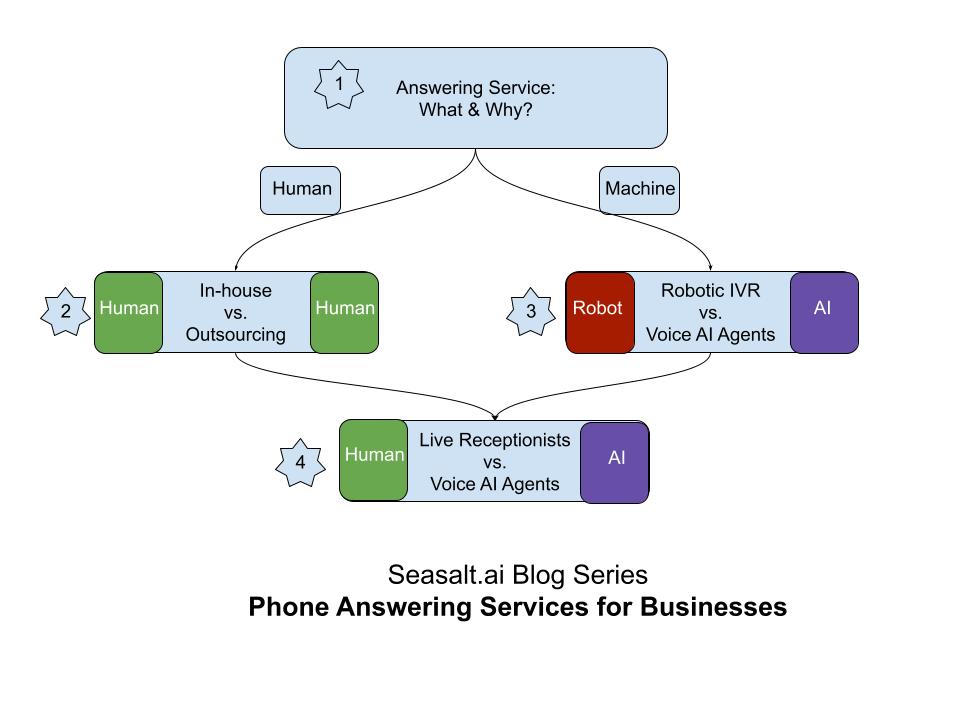 1
Answering Service:
What & Why?
Human
Machine
2
Human
In-house
vs.
Outsourcing
Human
3
Robot
Robotic IVR
vs.
Voice AI Agents
AI
4
Human
Live Receptionists
vs.
Voice AI Agents
AI
Seasalt.ai Blog Series
Phone Answering Services for Businesses